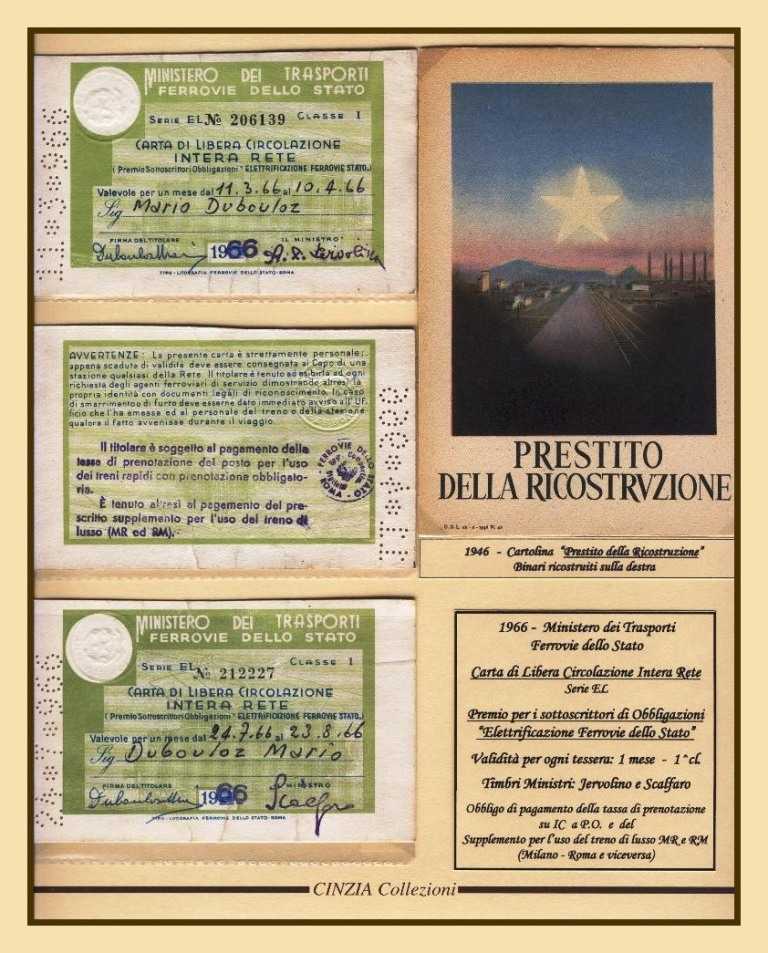 MINISTERO DEI TRASPORTI
FERROVIE DELLO STATO
SERIE EL № 206139 CLASSE I
CARTA DI LIBERA CIRCOLAZIONE
INTERA RETE
(Premio Sottoscrittori Obbligazioni "ELETTRIFICAZIONE FERROVIE STATO„)
Valevole per un mese dal 11.3.66 al 10.4.66
Sig Mario Dubouloz
FIRMA DEL TITOLARE 1966 IL MINISTRO
TIPO-LITOGRAFIA FERROVIE DELLO STATO-ROMA
AVVERTENZE: La presente carta è strettamente personale;
appena scaduta di validità deve essere consegnata al Capo di una
stazione qualsiasi della Rete. Il titolare è tenuto ad esibirla ad ogni
richiesta degli agenti ferroviari di servizio dimostrando altresì la
propria identità con documenti legali di riconoscimento. In caso
di smarrimento o di furto deve esserne dato immediato avviso all'Uf-
ficio che l'ha emessa ed al personale del treno o della stazione
qualora il fatto avvenisse durante il viaggio.
Il titolare è soggetto al pagamento della
tassa di prenotazione del posto per l'uso
dei treni rapidi con prenotazione obbligato-
ria.
È tenuto altresì al pagamento del pre-
scritto supplemento per l'uso del treno di
lusso (MR ed RM).-
FERROVIE DELLO STATO
ROMA
MINISTERO DEI TRASPORTI
FERROVIE DELLO STATO
SERIE EL № 212227 CLASSE I
CARTA DI LIBERA CIRCOLAZIONE
INTERA RETE
(Premio Sottoscrittori Obbligazioni "ELETTRIFICAZIONE FERROVIE STATO„)
Valevole per un mese dal 24.7.66 al 23.8.66
Sig Dubouloz Mario
FIRMA DEL TITOLARE 1966 IL MINISTRO
Scalfaro
TIPO-LITOGRAFIA FERROVIE DELLO STATO-ROMA
PRESTITO
DELLA RICOSTRVZIONE
1946 - Cartolina "Prestito della Ricostruzione"
Binari ricostruiti sulla destra
1966 - Ministero dei Trasporti
Ferrovie dello Stato
Carta di Libera Circolazione Intera Rete
Serie EL
Premio per i sottoscrittori di Obbligazioni
"Elettrificazione Ferrovie dello Stato"
Validità per ogni tessera: 1 mese - 1^cl.
Timbri Ministri: Jervolino e Scalfaro
Obbligo di pagamento della tassa di prenotazione
su IC a P.O. e del
Supplemento per l'uso del treno di lusso MR e RM
(Milano - Roma e viceversa)
CINZIA Collezioni